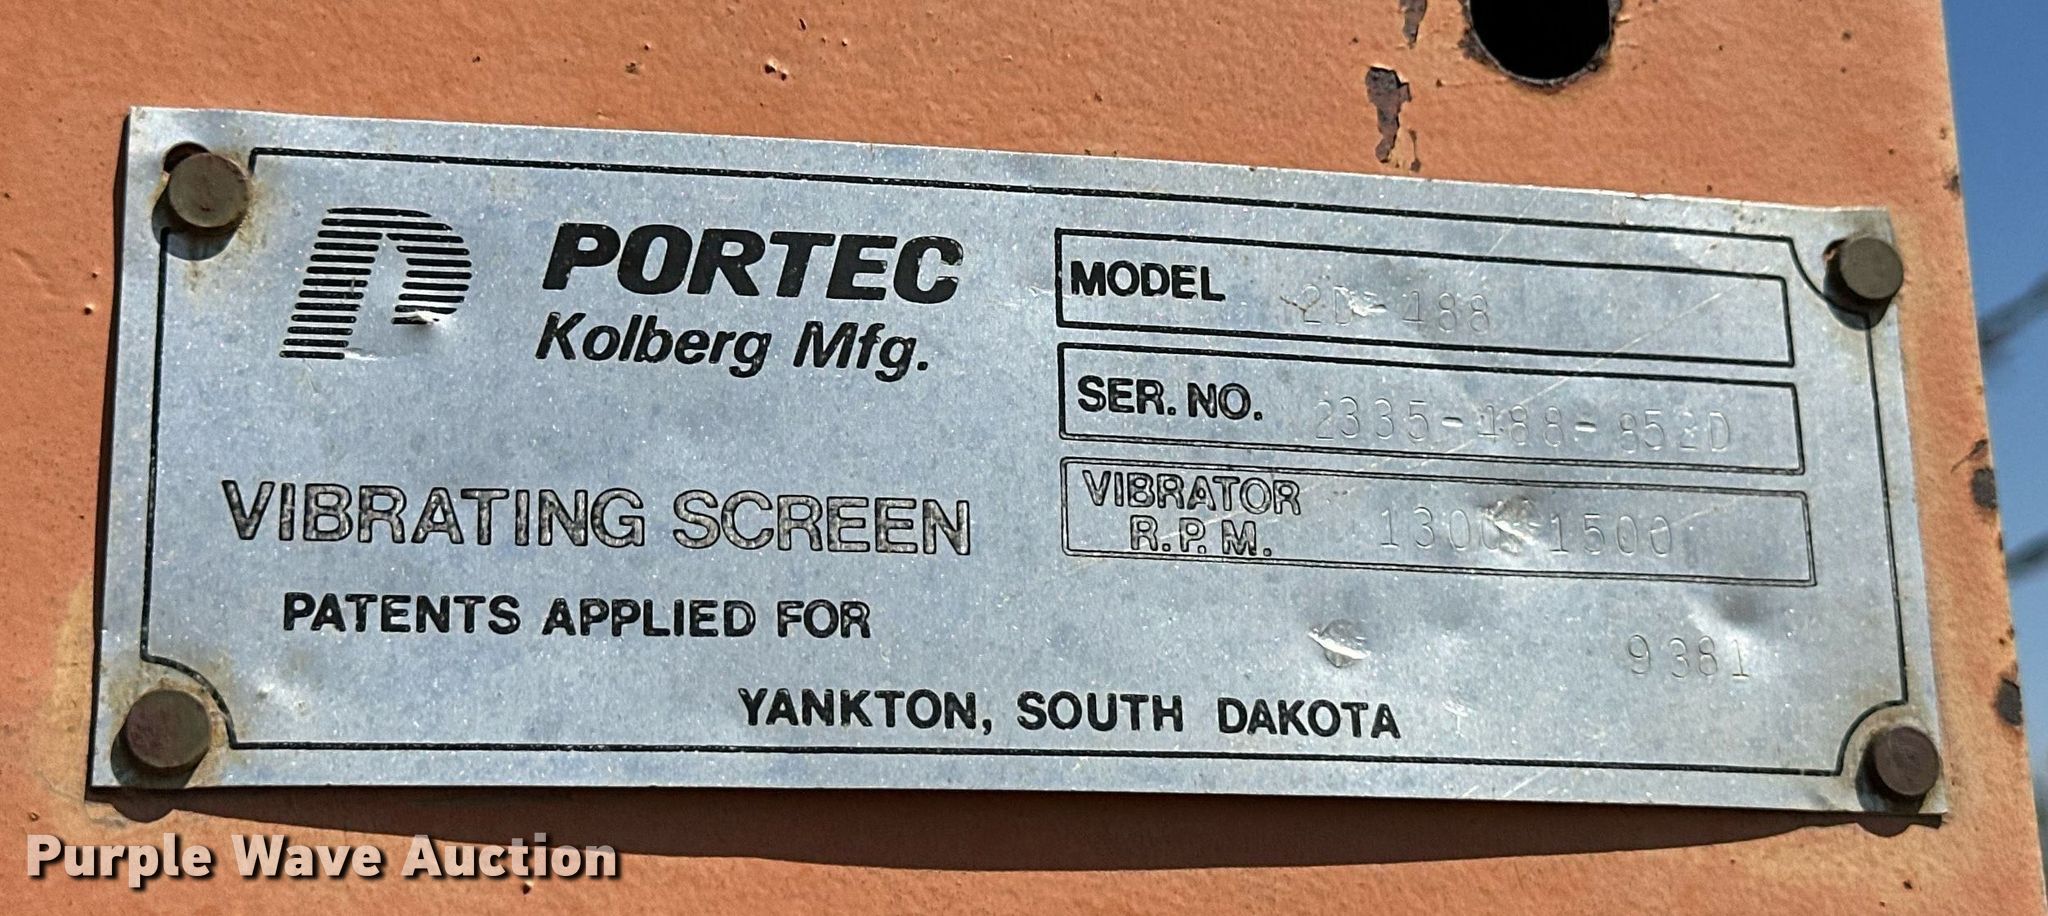 PORTEC
Kolberg Mfg.
VIBRATING SCREEN
PATENTS APPLIED FOR
MODEL 2D-488
SER. NO. 2335-488-852D
VIBRATOR
R.P.M. 1300-1500
9381
YANKTON, SOUTH DAKOTA
Purple Wave Auction